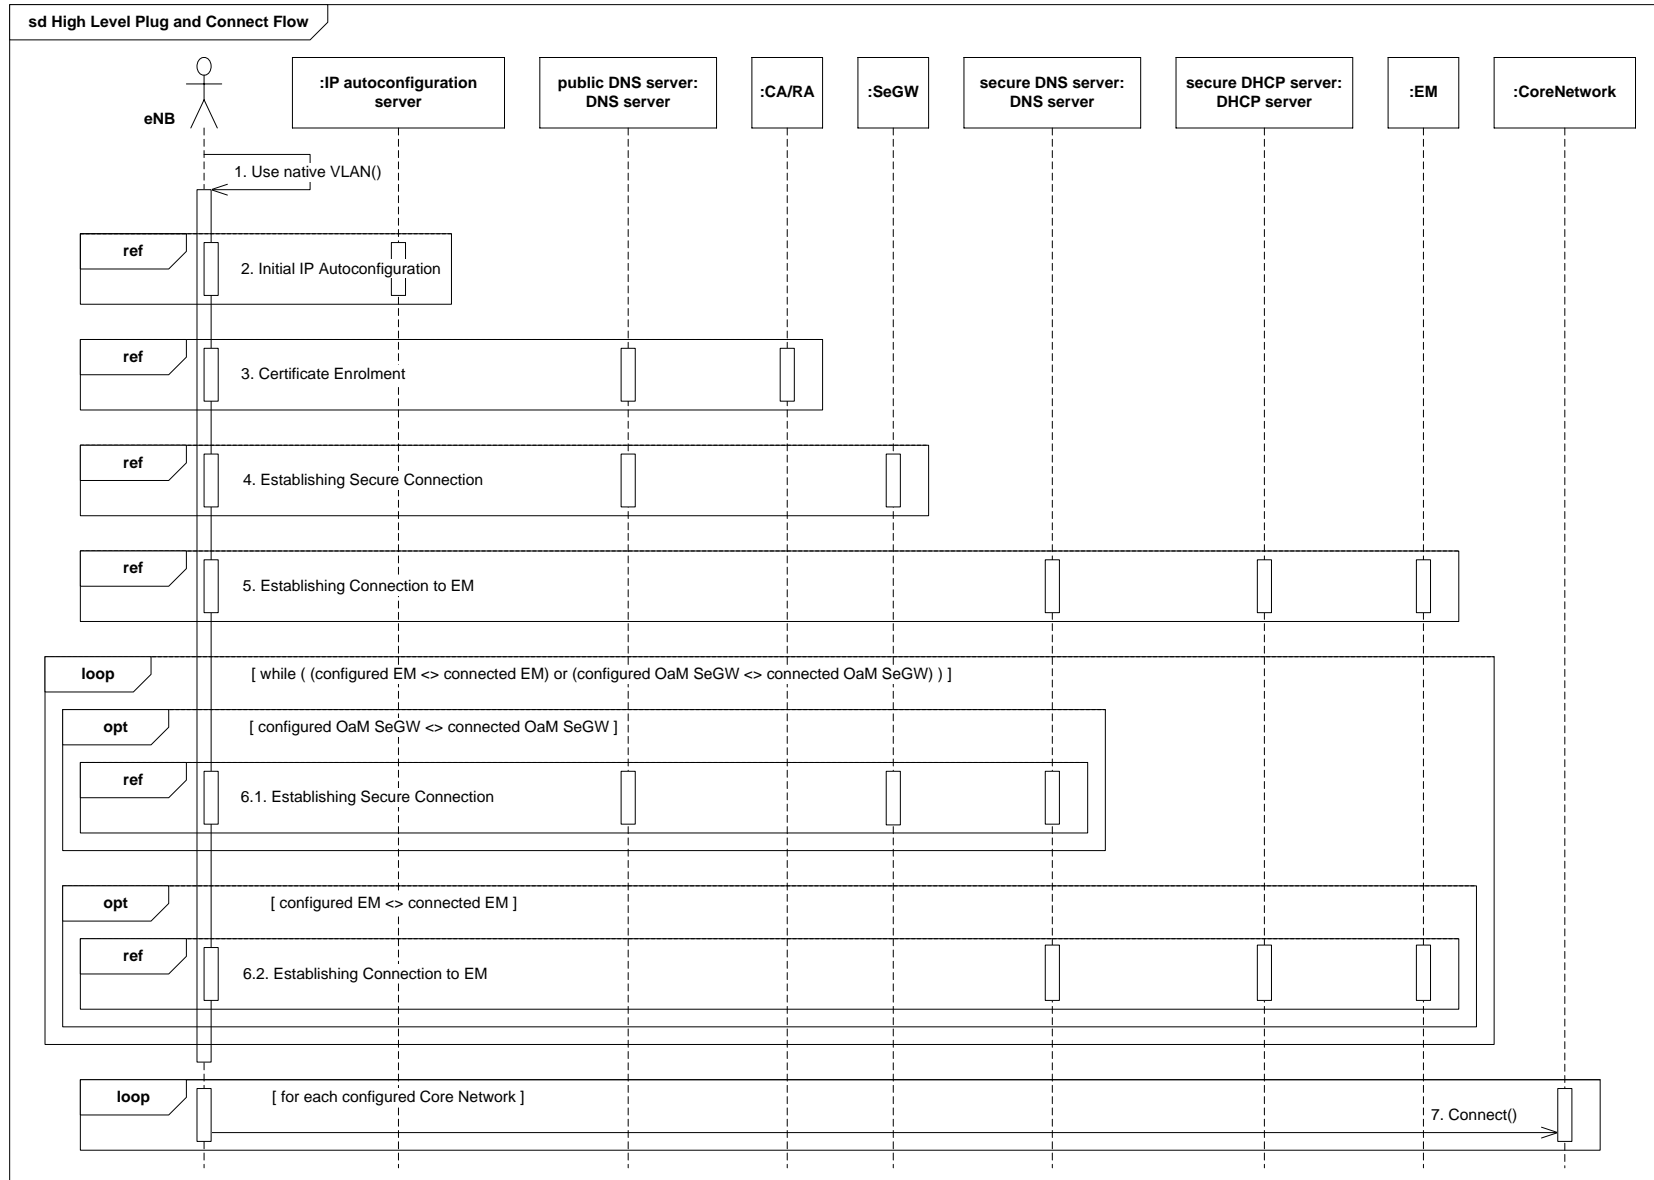 sd High Level Plug and Connect Flow
eNB
:IP autoconfiguration
server
public DNS server:
DNS server
:CA/RA
:SeGW
secure DNS server:
DNS server
secure DHCP server:
DHCP server
:EM
:CoreNetwork
1. Use native VLAN()
ref
2. Initial IP Autoconfiguration
ref
3. Certificate Enrolment
ref
4. Establishing Secure Connection
ref
5. Establishing Connection to EM
loop
[ while ( (configured EM <> connected EM) or (configured OaM SeGW <> connected OaM SeGW) ) ]
opt
[ configured OaM SeGW <> connected OaM SeGW ]
ref
6.1. Establishing Secure Connection
opt
[ configured EM <> connected EM ]
ref
6.2. Establishing Connection to EM
loop
[ for each configured Core Network ]
7. Connect()